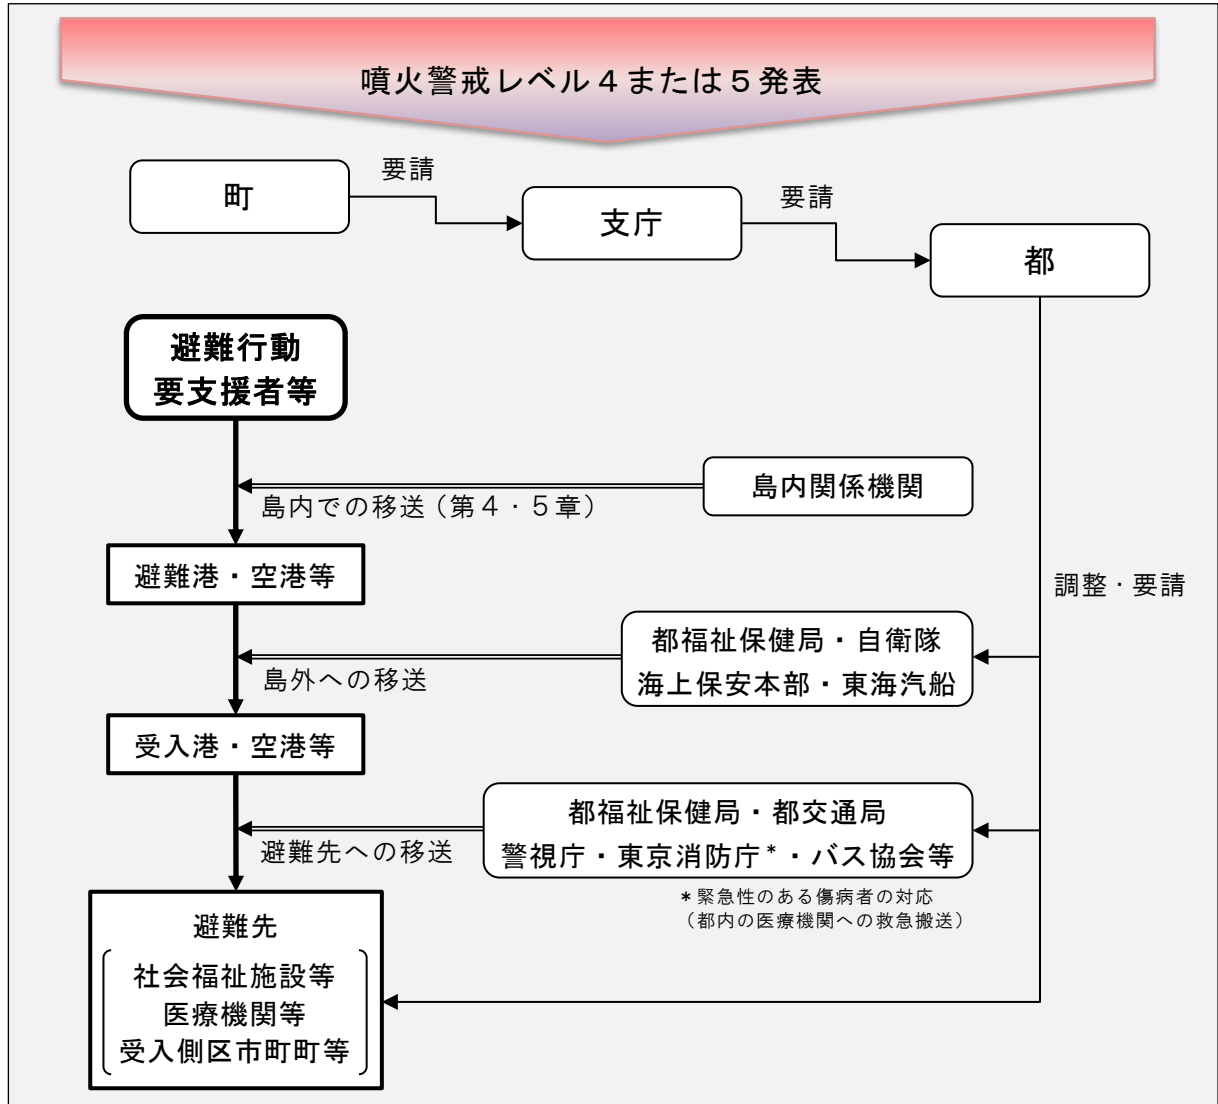 噴火警戒レベル４または５発表
町
要請
支庁
要請
都
避難行動
要支援者等
島内関係機関
島内での移送（第４・５章）
避難港・空港等
調整・要請
都福祉保健局・自衛隊
海上保安本部・東海汽船
島外への移送
受入港・空港等
都福祉保健局・都交通局
警視庁・東京消防庁*・バス協会等
避難先への移送
*緊急性のある傷病者の対応
（都内の医療機関への救急搬送）
避難先
社会福祉施設等
医療機関等
受入側区市町町等